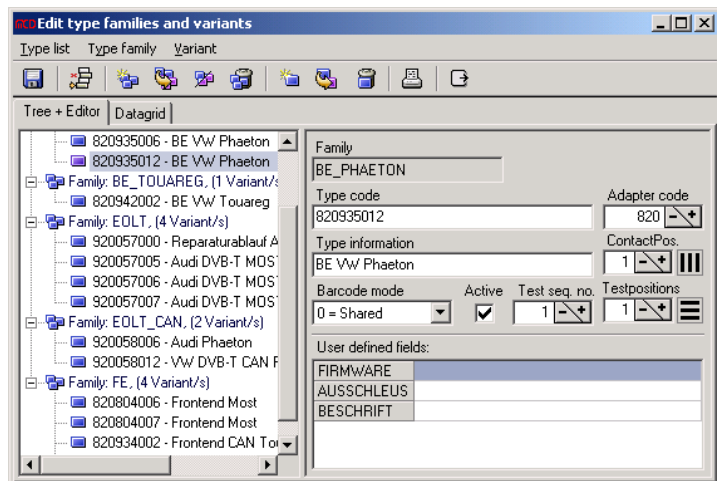 MCD Edit type families and variants
Type list Type family Variant
Tree + Editor Datagrid
820935006 - BE VW Phaeton
820935012 - BE VW Phaeton
Family: BE_TOUAREG, (1 Variant/s
820942002 - BE VW Touareg
Family: EOLT, (4 Variant/s)
920057000 - Reparaturablauf A
920057005 - Audi DVB-T MOS
920057006 - Audi DVB-T MOS
920057007 - Audi DVB-T MOS
Family: EOLT_CAN, (2 Variant/s)
920058006 - Audi Phaeton
920058012 - VW DVB-T CAN F
Family: FE, (4 Variant/s)
820804006 - Frontend Most
820804007 - Frontend Most
820934002 - Frontend CAN Tou
Family
BE_PHAETON
Type code Adapter code
820935012 820 - +
Type information ContactPos.
BE VW Phaeton 1 - +
Barcode mode Active Test seq. no. Testpositions
0 = Shared 1 - + 1 - +
User defined fields:
FIRMWARE
AUSSCHLEUS
BESCHRIFT